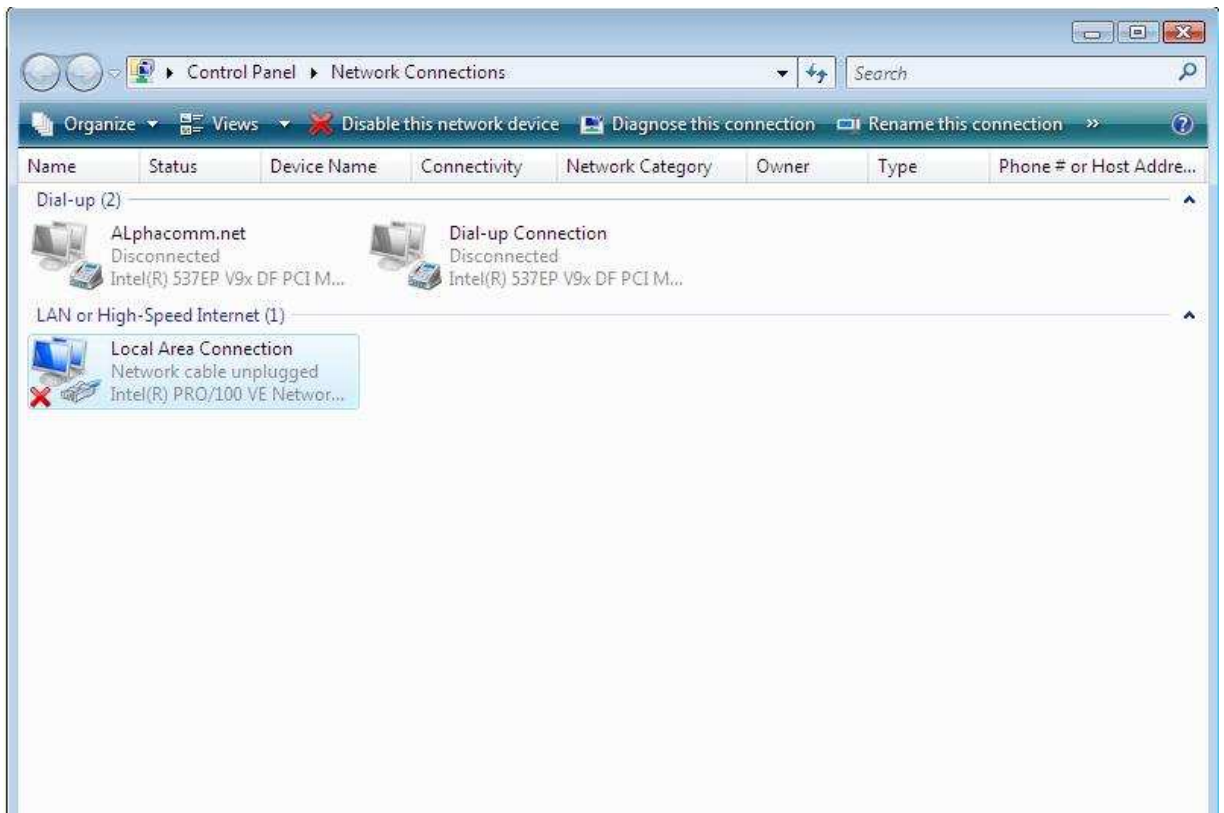 Control Panel Network Connections Search
Organize Views Disable this network device Diagnose this connection Rename this connection »
Name Status Device Name Connectivity Network Category Owner Type Phone # or Host Addre...
Dial-up (2)
ALphacomm.net
Disconnected
Intel(R) 537EP V9x DF PCI M...
Dial-up Connection
Disconnected
Intel(R) 537EP V9x DF PCI M...
LAN or High-Speed Internet (1)
Local Area Connection
Network cable unplugged
Intel(R) PRO/100 VE Networ...